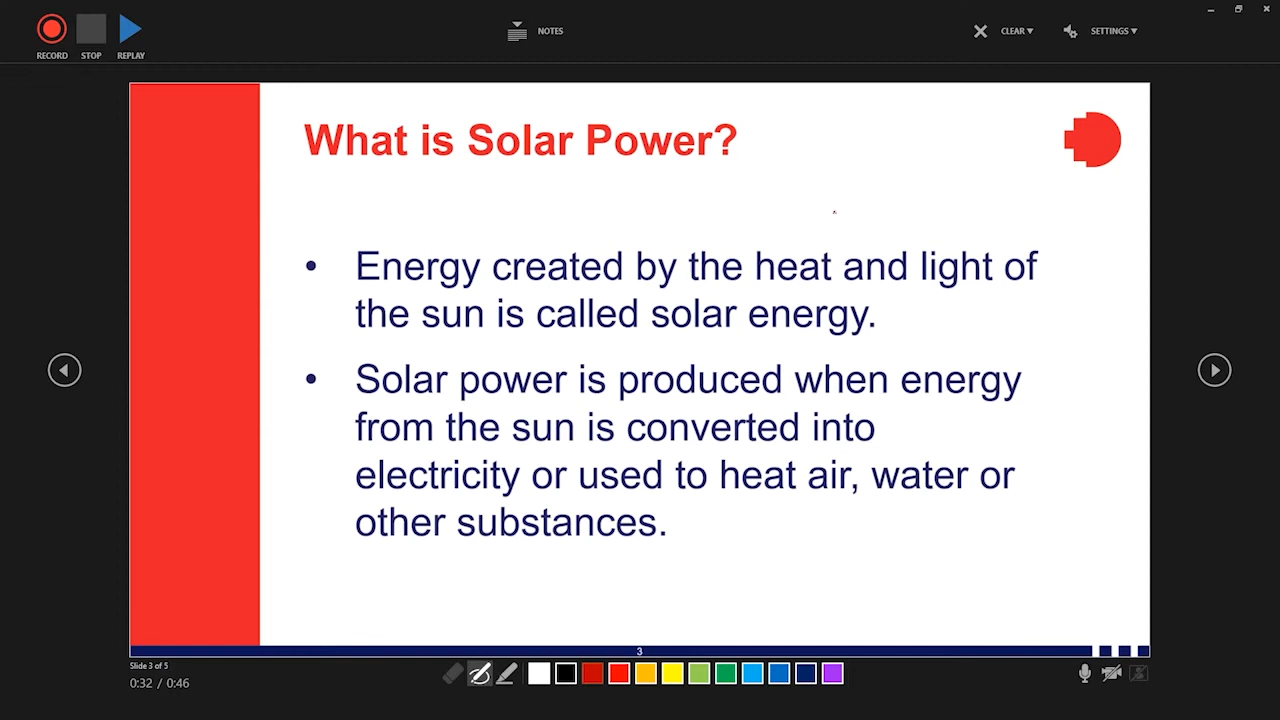 RECORD STOP REPLAY
NOTES
CLEAR
SETTINGS
What is Solar Power?
• Energy created by the heat and light of
the sun is called solar energy.
• Solar power is produced when energy
from the sun is converted into
electricity or used to heat air, water or
other substances.
3
Slide 3 of 5
0:32 / 0:46